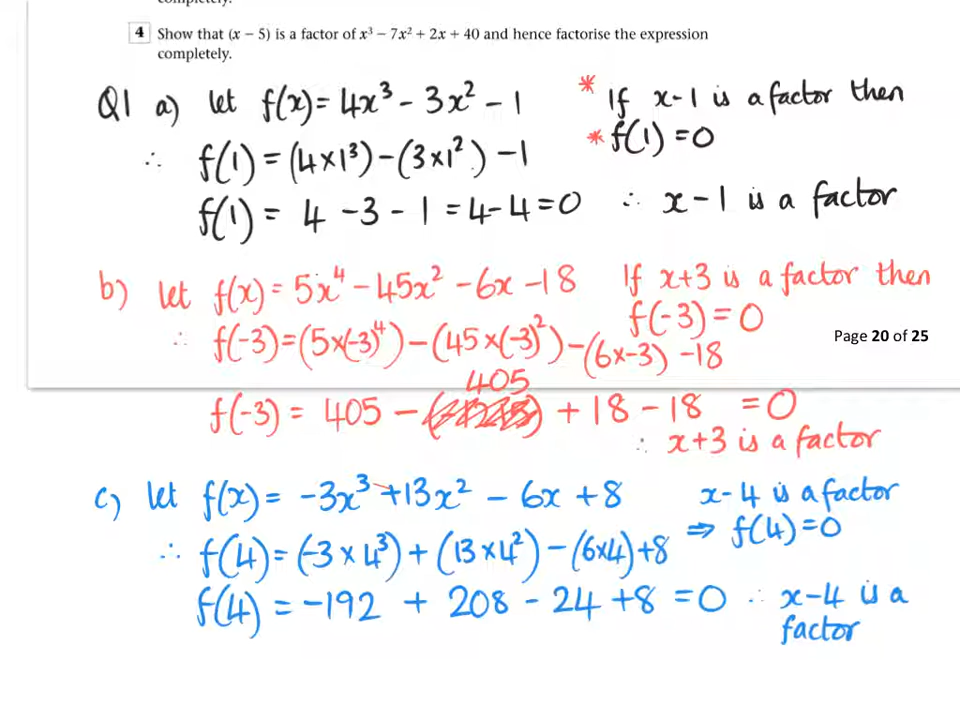 completely.
4 Show that (x − 5) is a factor of x³ − 7x² + 2x + 40 and hence factorise the expression
completely.
Q1 a) let f(x) = 4x³ − 3x² − 1
* If x−1 is a factor then
* f(1) = 0
∴ f(1) = (4×1³) − (3×1²) − 1
f(1) = 4 − 3 − 1 = 4 − 4 = 0 ∴ x − 1 is a factor
b) let f(x) = 5x⁴ − 45x² − 6x − 18 If x+3 is a factor then
f(−3) = 0
∴ f(−3) = (5×(−3)⁴) − (45×(−3)²) − (6×−3) − 18
Page 20 of 25
405
f(−3) = 405 − + 18 − 18 = 0
∴ x+3 is a factor
c) let f(x) = −3x³ + 13x² − 6x + 8 x−4 is a factor
⇒ f(4) = 0
∴ f(4) = (−3 × 4³) + (13 × 4²) − (6×4) + 8
f(4) = −192 + 208 − 24 + 8 = 0 ∴ x−4 is a
factor